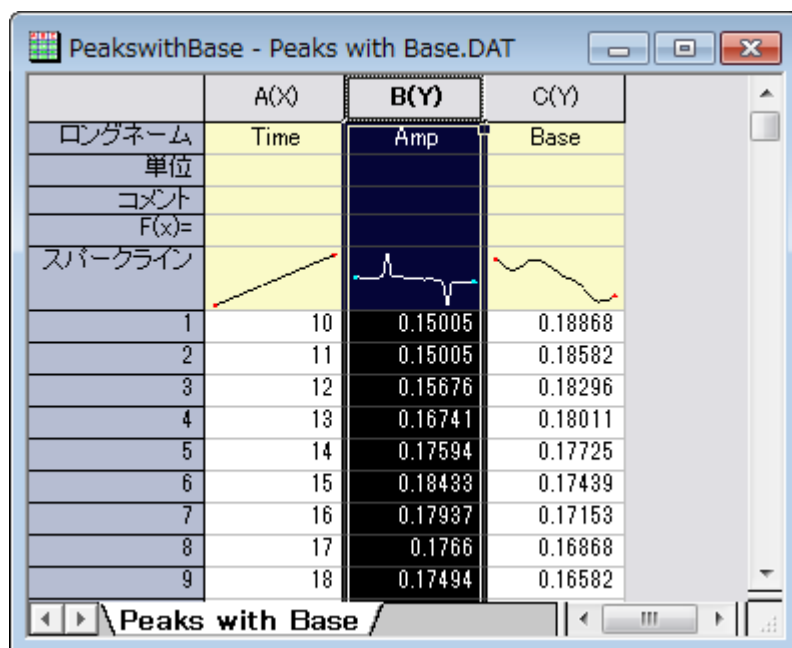 PeakswithBase - Peaks with Base.DAT
A(X) B(Y) C(Y)
ロングネーム Time Amp Base
単位
コメント
F(x)=
スパークライン
1 10 0.15005 0.18868
2 11 0.15005 0.18582
3 12 0.15676 0.18296
4 13 0.16741 0.18011
5 14 0.17594 0.17725
6 15 0.18433 0.17439
7 16 0.17937 0.17153
8 17 0.1766 0.16868
9 18 0.17494 0.16582
Peaks with Base